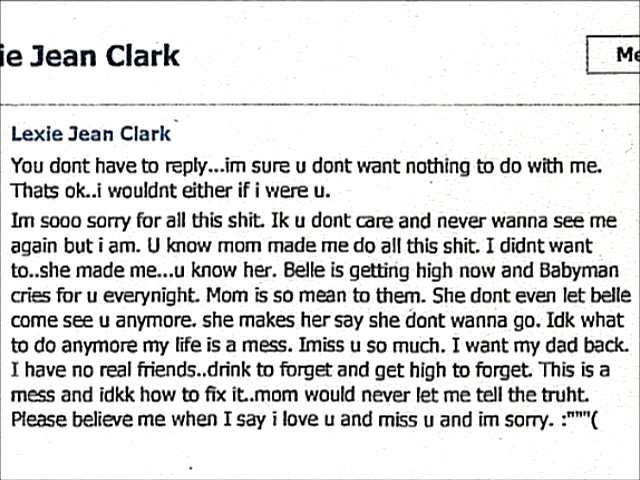 ie Jean Clark
Me
Lexie Jean Clark
You dont have to reply...im sure u dont want nothing to do with me.
Thats ok..i wouldnt either if i were u.
Im sooo sorry for all this shit. Ik u dont care and never wanna see me
again but i am. U know mom made me do all this shit. I didnt want
to..she made me...u know her. Belle is getting high now and Babyman
cries for u everynight. Mom is so mean to them. She dont even let belle
come see u anymore. she makes her say she dont wanna go. Idk what
to do anymore my life is a mess. Imiss u so much. I want my dad back.
I have no real friends..drink to forget and get high to forget. This is a
mess and idkk how to fix it..mom would never let me tell the truht.
Please believe me when I say i love u and miss u and im sorry. :"""(